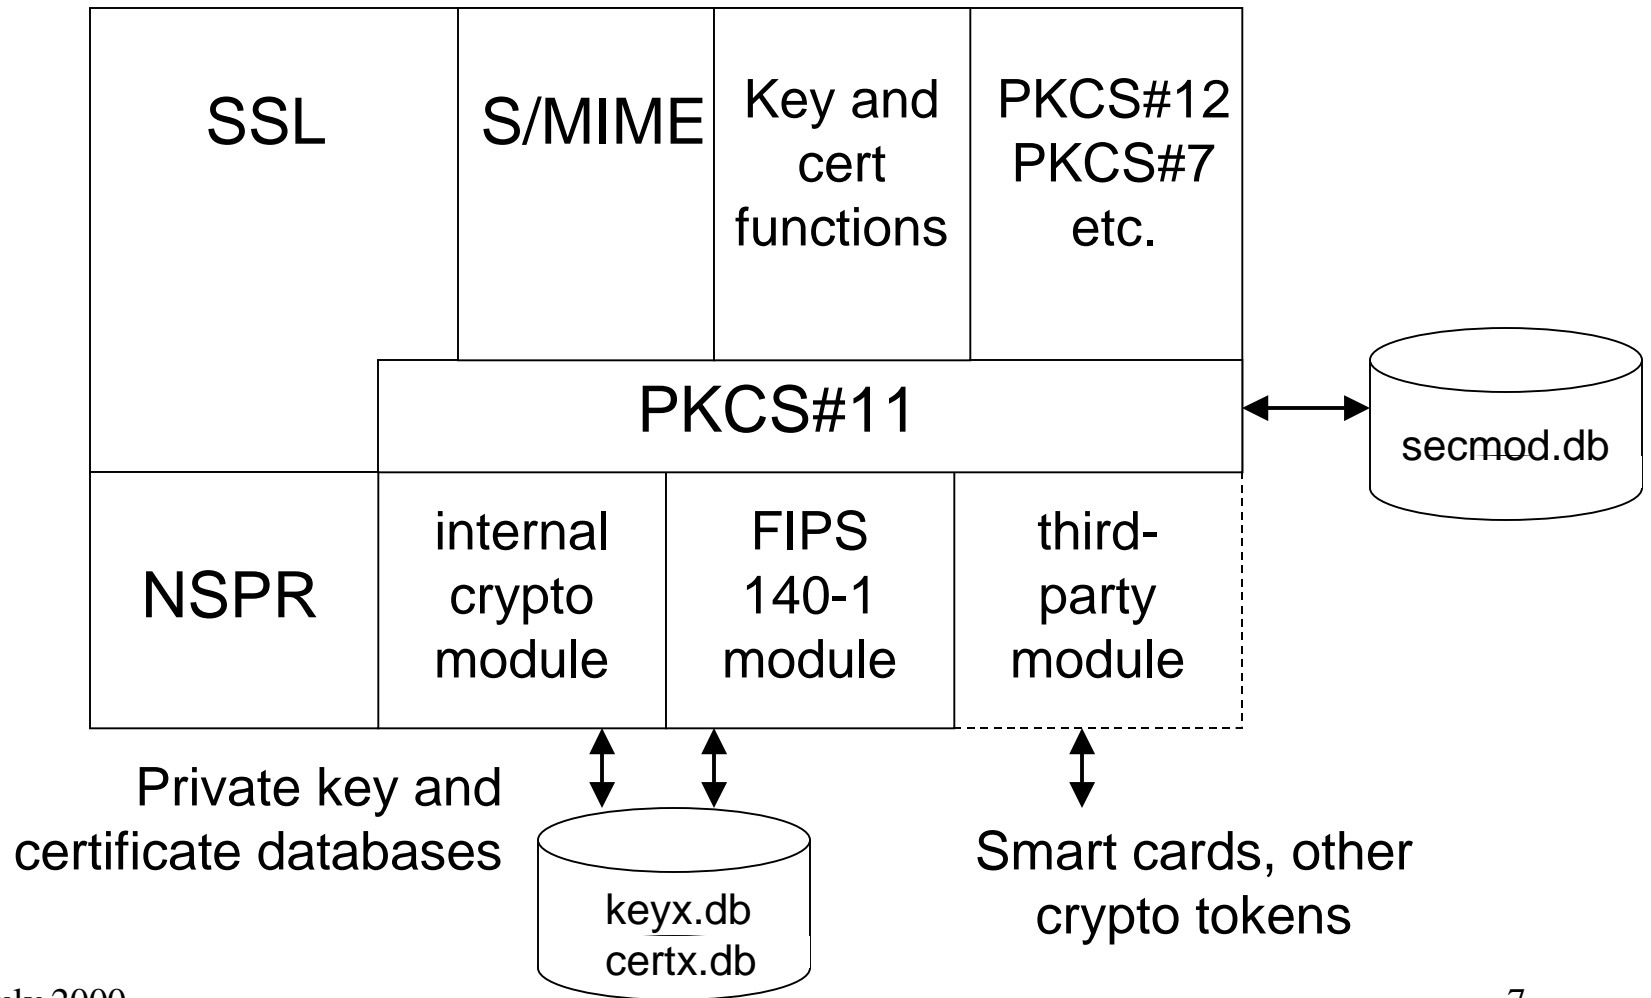 SSL
S/MIME
Key and
cert
functions
PKCS#12
PKCS#7
etc.
PKCS#11
secmod.db
NSPR
internal
crypto
module
FIPS
140-1
module
third-
party
module
Private key and
certificate databases
keyx.db
certx.db
Smart cards, other
crypto tokens
2000
7